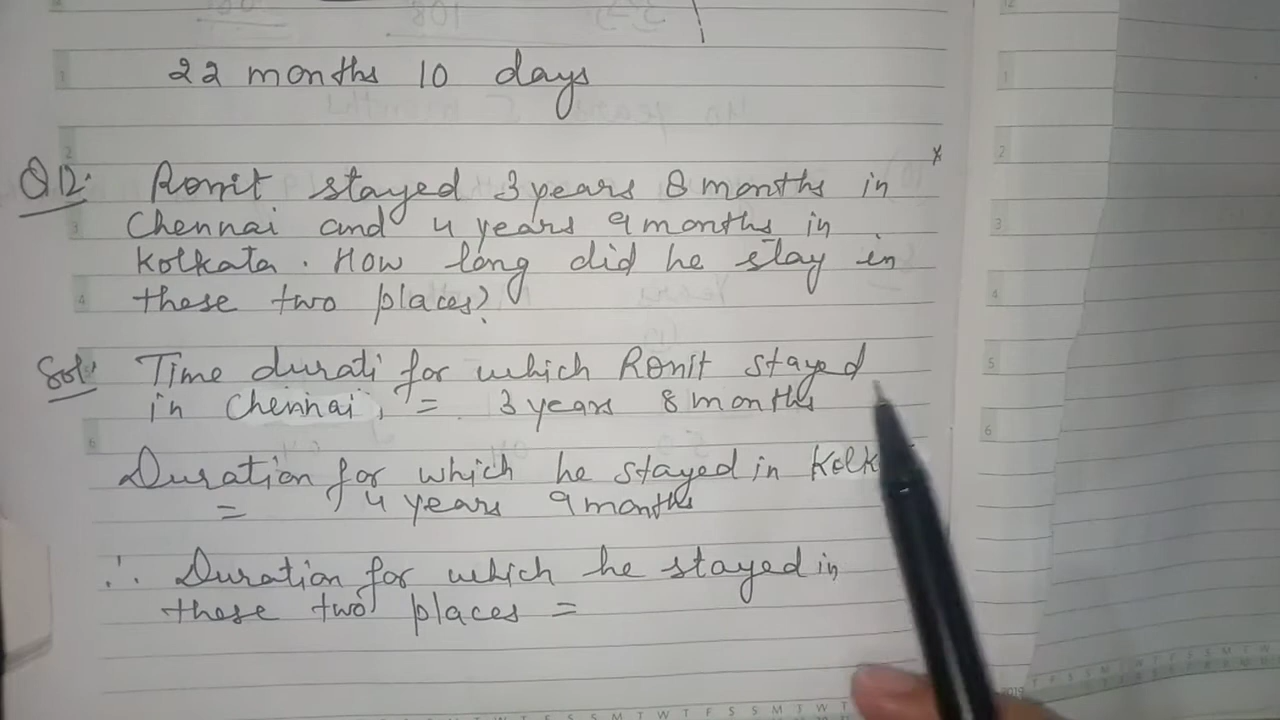 22 months 10 days
Q12. Ronit stayed 3 years 8 months in
Chennai and 4 years 9 months in
Kolkata. How long did he stay in
these two places?
Sol: Time durati for which Ronit stayed
in Chennai, = 3 years 8 months
Duration for which he stayed in Kolk
= 4 years 9 months
∴ Duration for which he stayed in
these two places =